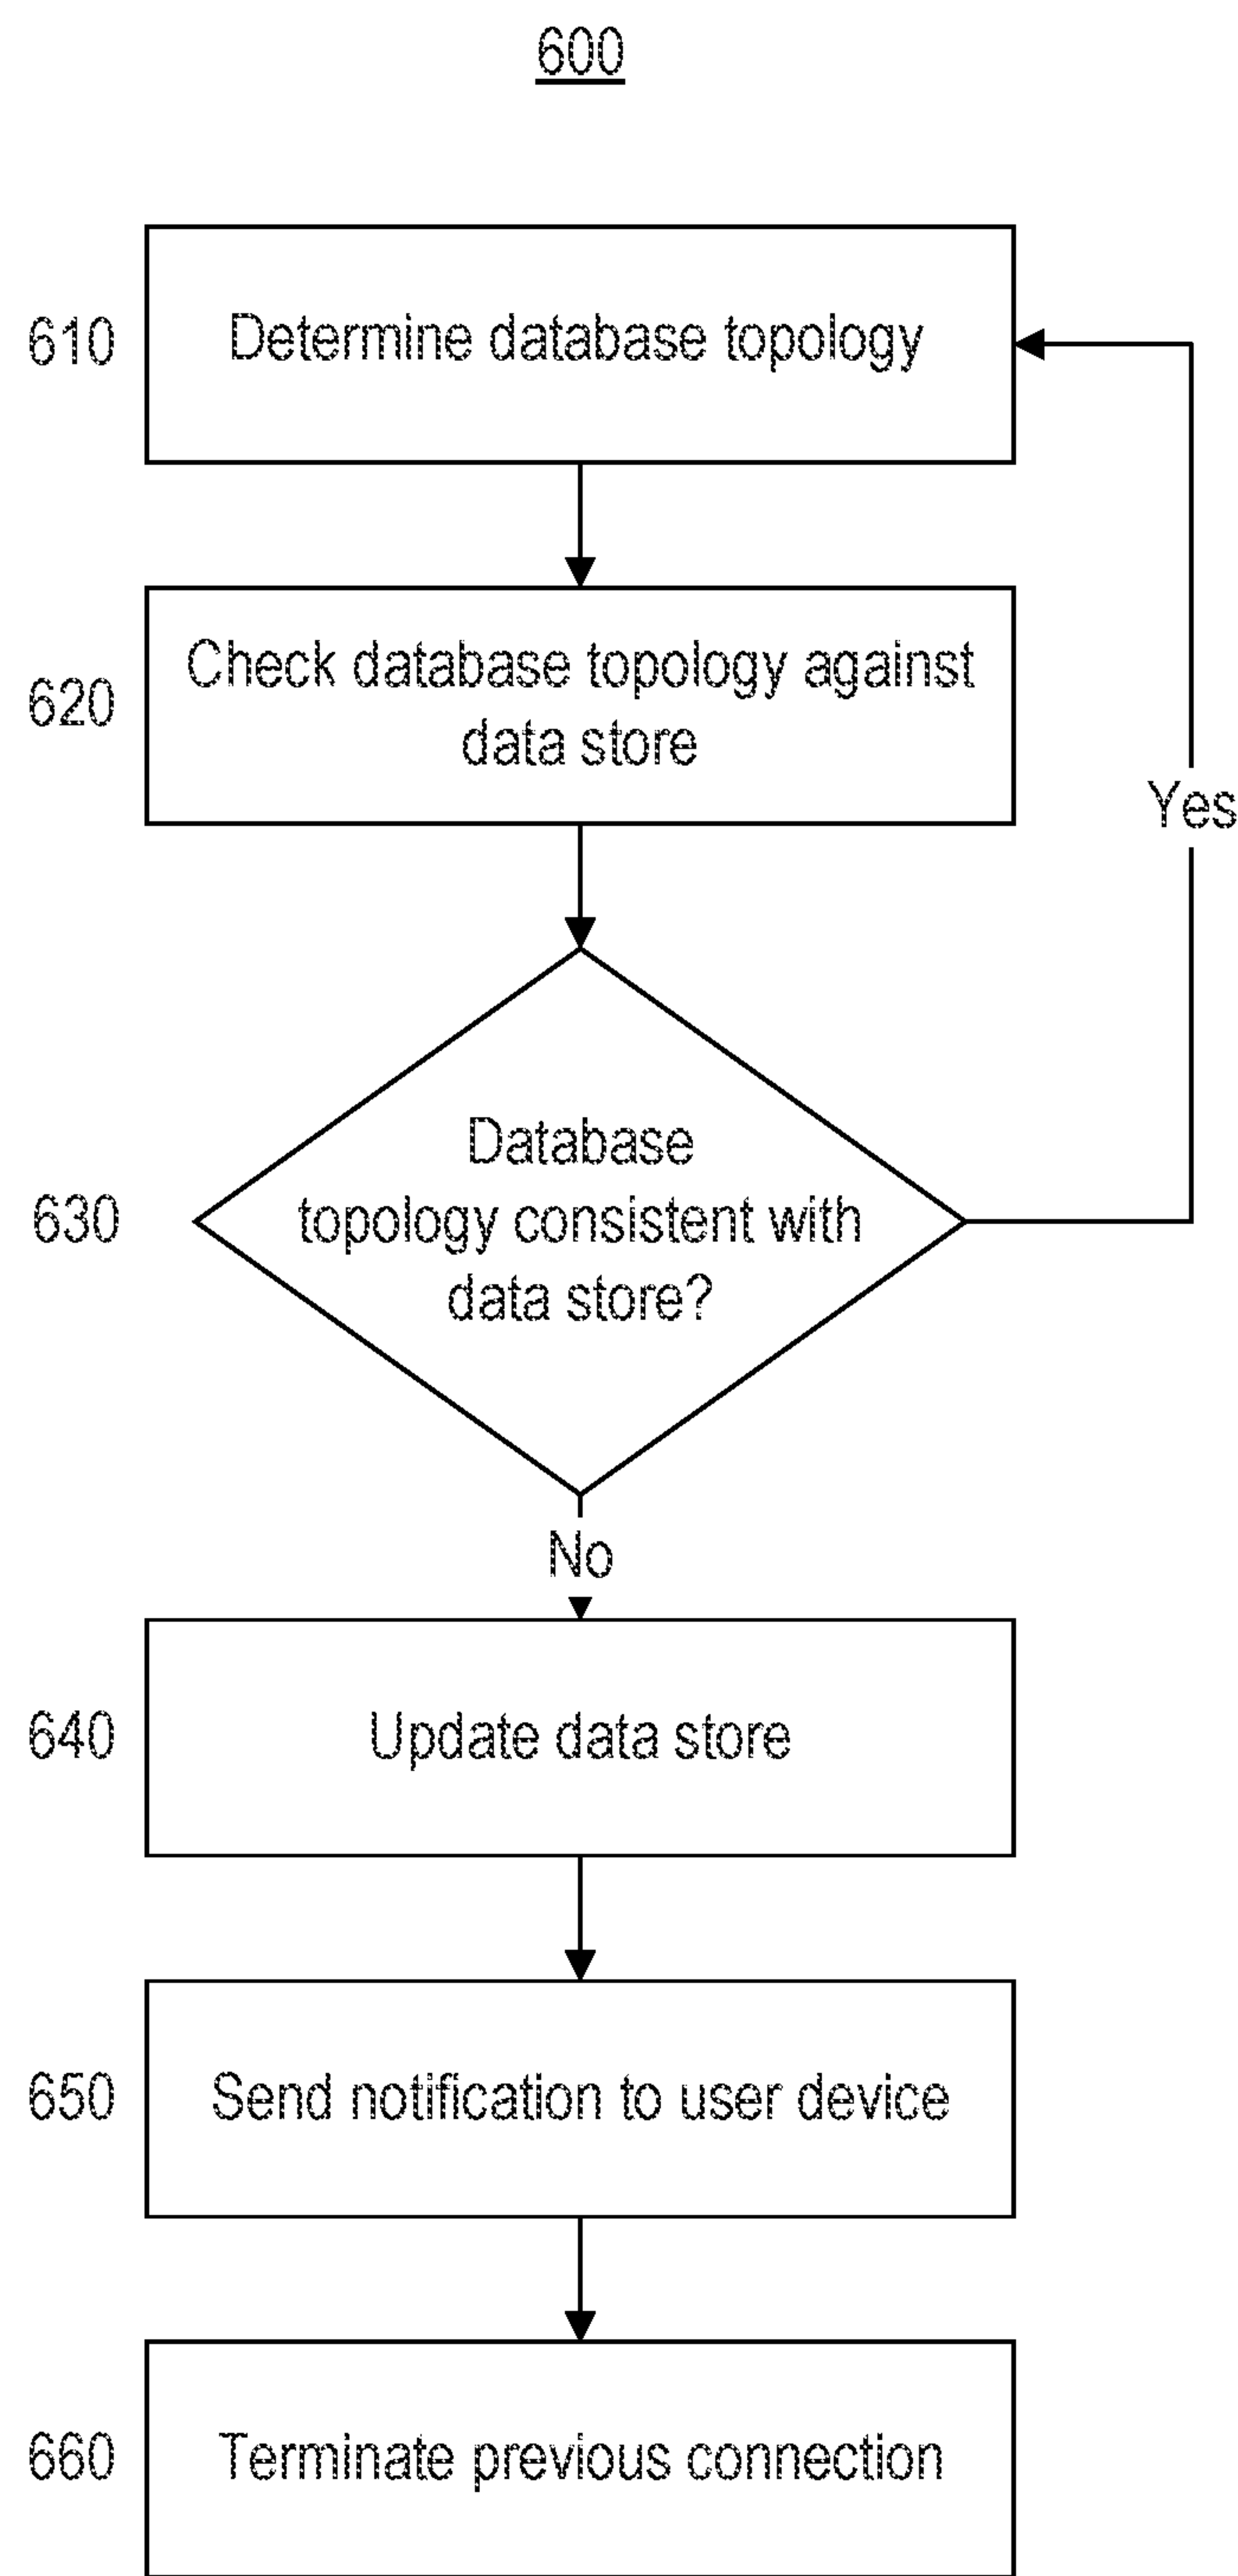 600
610
Determine database topology
620
Check database topology against
data store
Yes
630
Database
topology consistent with
data store?
No
640
Update data store
650
Send notification to user device
660
Terminate previous connection